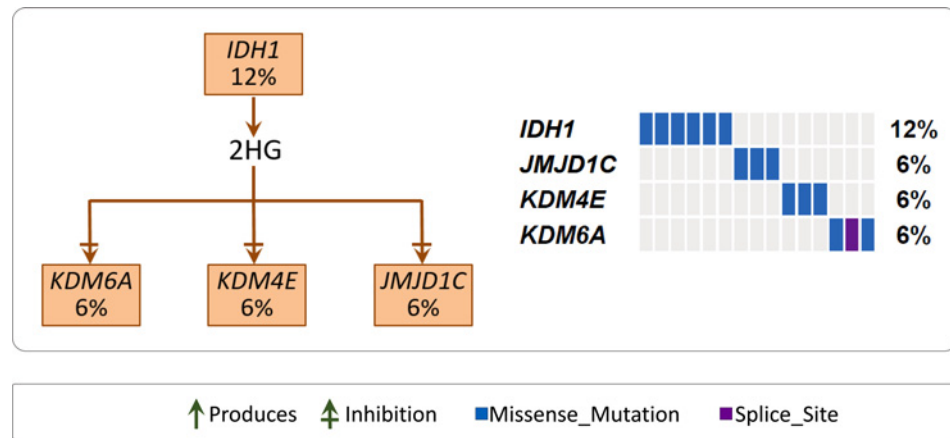 IDH1
12%
2HG
KDM6A
6%
KDM4E
6%
JMJD1C
6%
IDH1 12%
JMJD1C 6%
KDM4E 6%
KDM6A 6%
Produces Inhibition Missense_Mutation Splice_Site